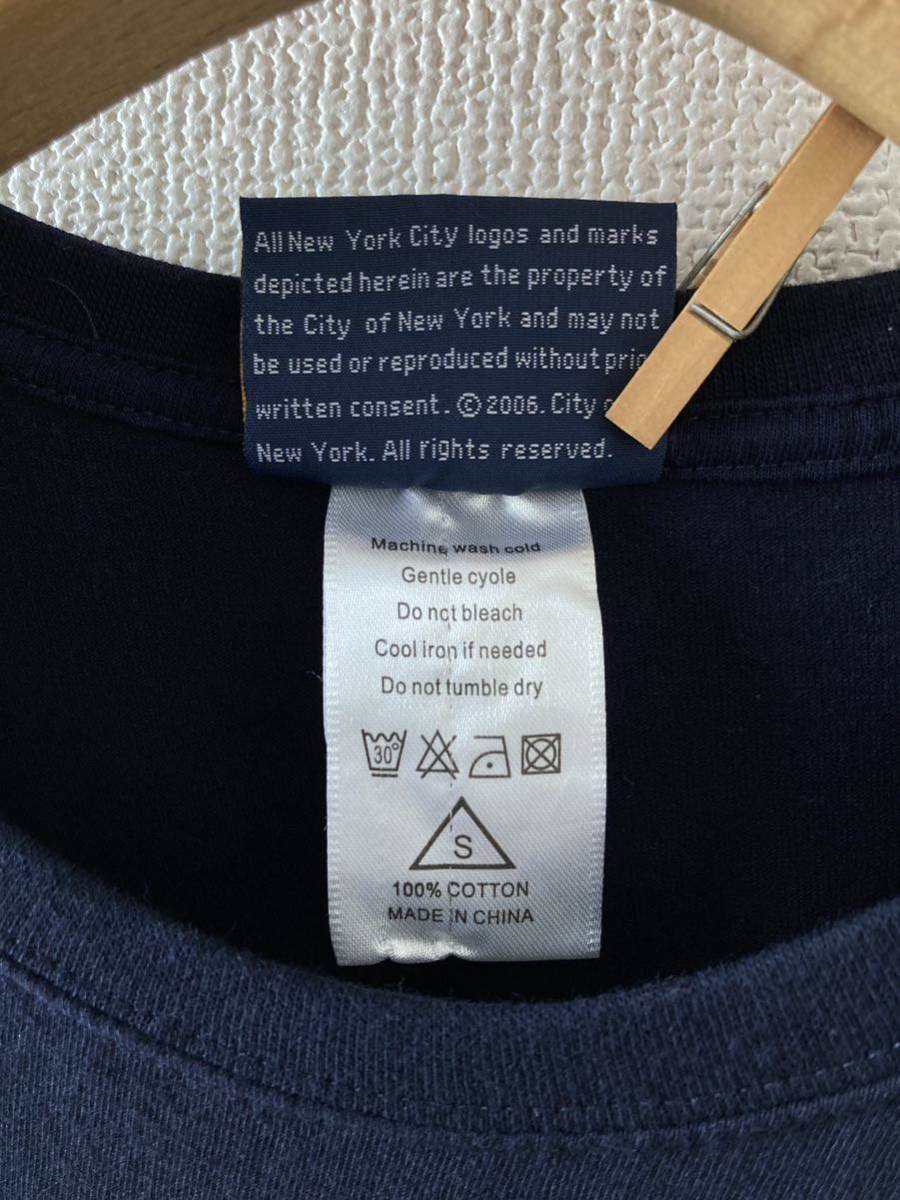 All New York City logos and marks
depicted herein are the property of
the City of New York and may not
be used or reproduced without
written consent. © 2006. City
New York. All rights reserved.
Machine wash cold
Gentle cyole
Do not bleach
Cool iron if needed
Do not tumble dry
30°
S
100% COTTON
MADE IN CHINA